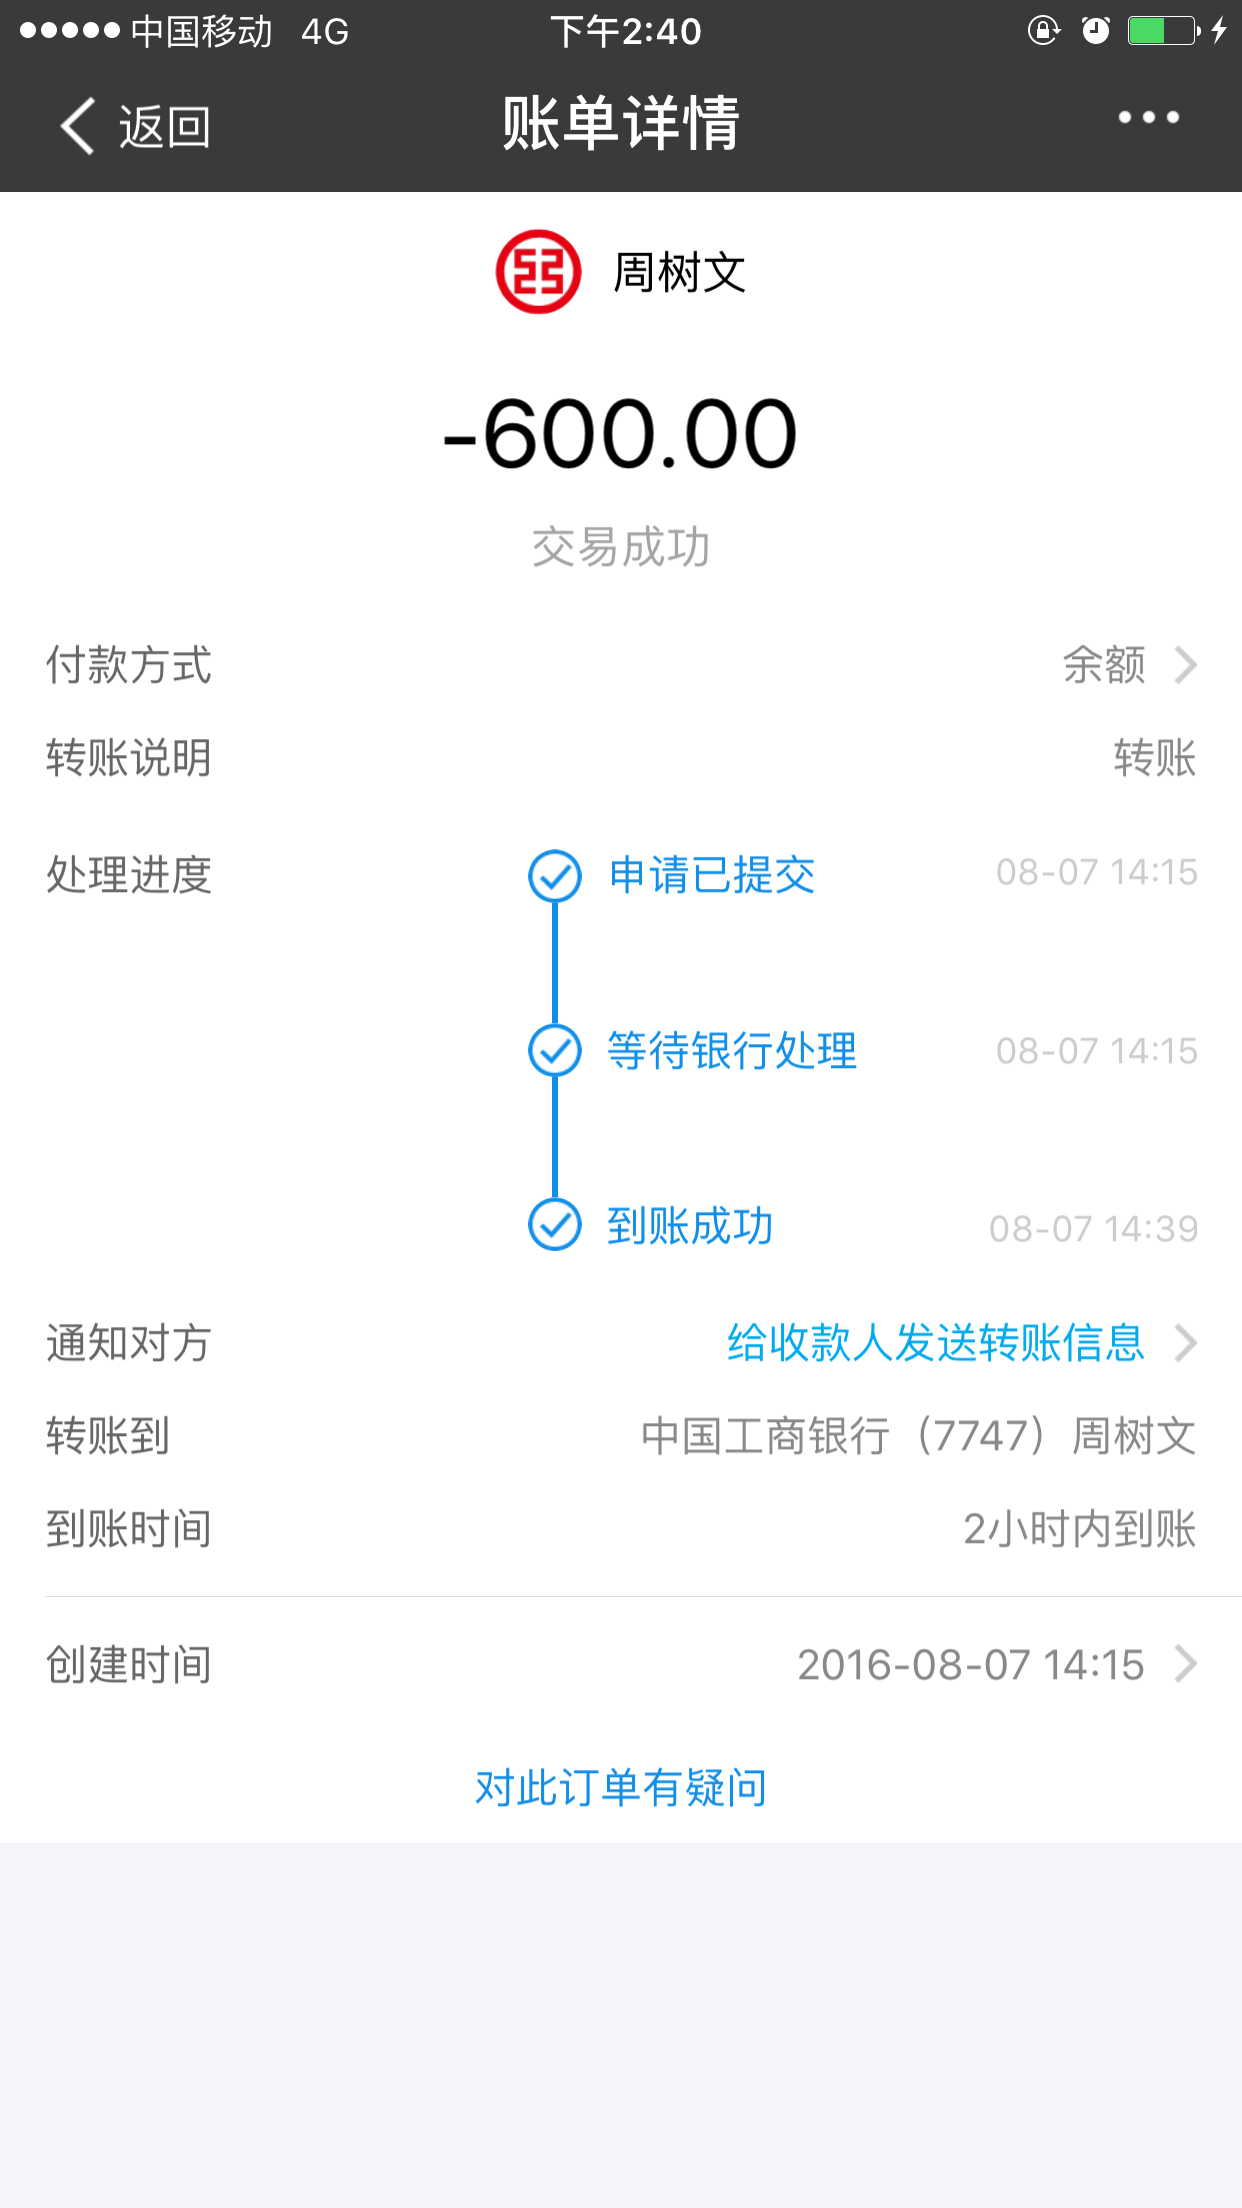 中国移动 4G 下午2:40
返回 账单详情
周树文
-600.00
交易成功
付款方式 余额
转账说明 转账
处理进度 申请已提交 08-07 14:15
等待银行处理 08-07 14:15
到账成功 08-07 14:39
通知对方 给收款人发送转账信息
转账到 中国工商银行（7747）周树文
到账时间 2小时内到账
创建时间 2016-08-07 14:15
对此订单有疑问